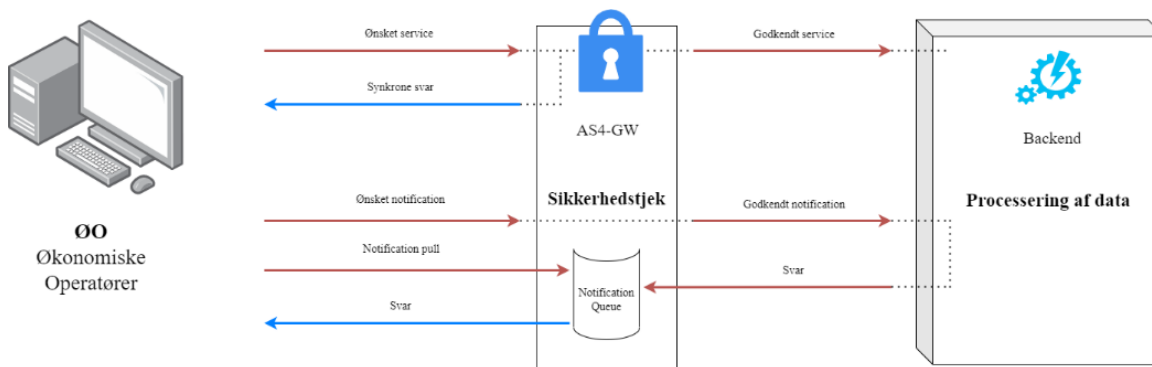 Ønsket service
Godkendt service
Synkrone svar
AS4-GW
Backend
Sikkerhedstjek
Processering af data
Ønsket notification
Godkendt notification
ØO
Økonomiske
Operatører
Notification pull
Svar
Notification
Queue
Svar